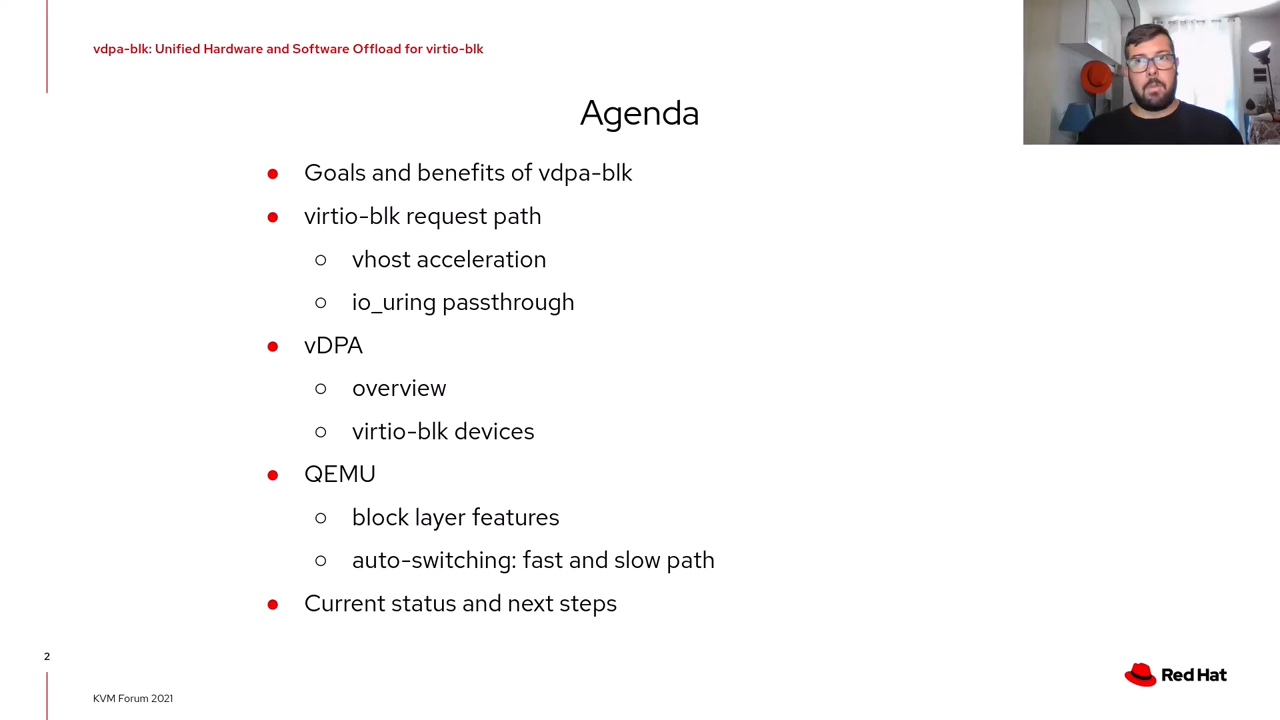 vdpa-blk: Unified Hardware and Software Offload for virtio-blk
Agenda
● Goals and benefits of vdpa-blk
● virtio-blk request path
○ vhost acceleration
○ io_uring passthrough
● vDPA
○ overview
○ virtio-blk devices
● QEMU
○ block layer features
○ auto-switching: fast and slow path
● Current status and next steps
2
KVM Forum 2021
Red Hat